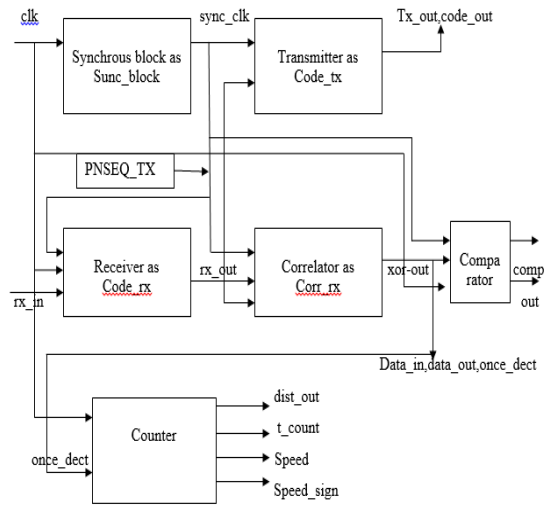 clk
sync_clk
Tx_out,code_out
Synchrous block as
Sunc_block
Transmitter as
Code_tx
PNSEQ_TX
Receiver as
Code_rx
rx_out
Correlator as
Corr_rx
xor-out
Compa
rator
comp
out
rx_in
Data_in,data_out,once_dect
Counter
dist_out
t_count
Speed
Speed_sign
once_dect